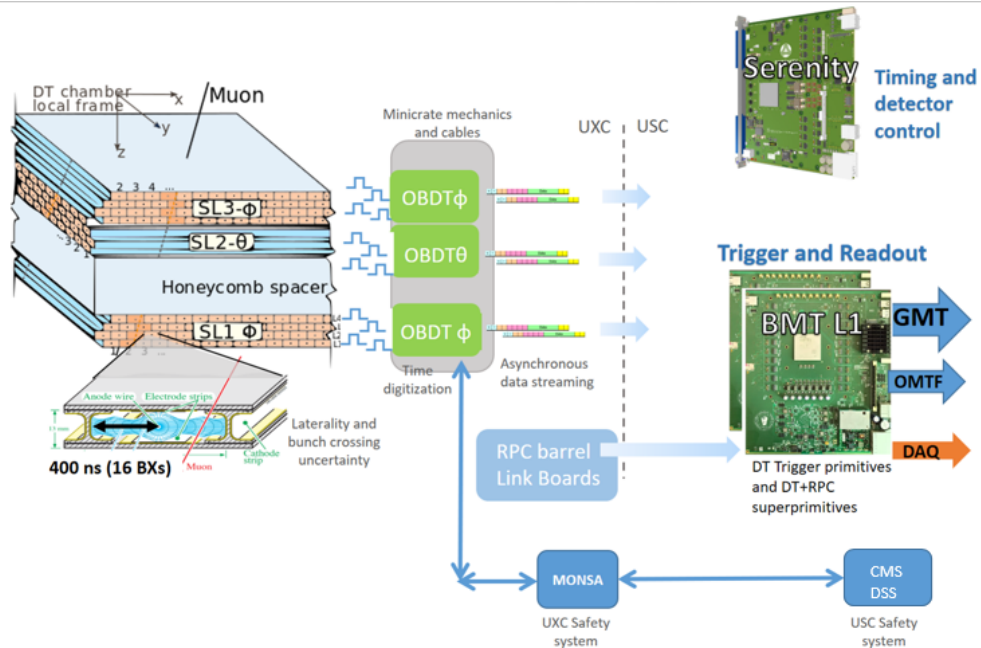 DT chamber
local frame
x
y
z
Muon
2 3 4 ...
SL3-Φ
...3 2 1
SL2-θ
Honeycomb spacer
SL1 Φ
1 2 3 ...
Anode wire
Electrode strips
13 mm
Muon
Cathode
strip
400 ns (16 BXs)
Laterality and
bunch crossing
uncertainty
Minicrate mechanics
and cables
OBDTϕ
OBDTθ
OBDT ϕ
Time
digitization
Asynchronous
data streaming
UXC
USC
Serenity
Timing and
detector
control
Trigger and Readout
BMT L1
GMT
OMTF
DAQ
DT Trigger primitives
and DT+RPC
superprimitives
RPC barrel
Link Boards
MONSA
UXC Safety
system
CMS
DSS
USC Safety
system